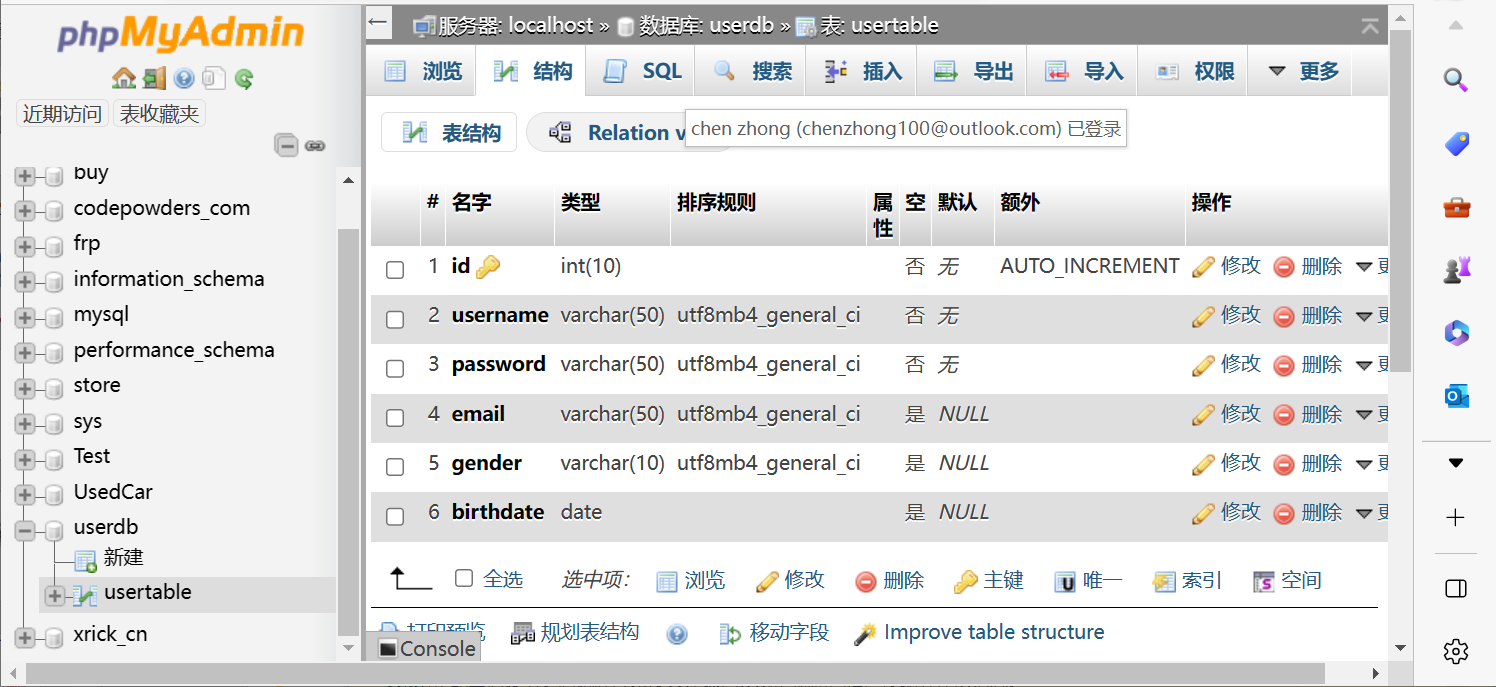 phpMyAdmin
近期访问 表收藏夹
buy
codepowders_com
frp
information_schema
mysql
performance_schema
store
sys
Test
UsedCar
userdb
新建
usertable
xrick_cn
服务器: localhost » 数据库: userdb » 表: usertable
浏览 结构 SQL 搜索 插入 导出 导入 权限 更多
表结构 Relation v
chen zhong (chenzhong100@outlook.com) 已登录
# 名字 类型 排序规则 属性 空 默认 额外 操作
1 id int(10) 否 无 AUTO_INCREMENT 修改 删除
2 username varchar(50) utf8mb4_general_ci 否 无 修改 删除
3 password varchar(50) utf8mb4_general_ci 否 无 修改 删除
4 email varchar(50) utf8mb4_general_ci 是 NULL 修改 删除
5 gender varchar(10) utf8mb4_general_ci 是 NULL 修改 删除
6 birthdate date 是 NULL 修改 删除
全选 选中项: 浏览 修改 删除 主键 唯一 索引 空间
打印预览 规划表结构 移动字段 Improve table structure
Console